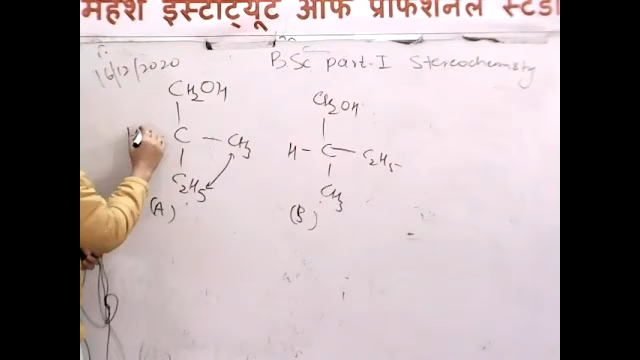 महेश इंस्टीट्यूट ऑफ प्रोफेशनल स्टडी
16/12/2020
BSc part-I Stereochemistry
CH2OH
C — CH3
C2H5
(A)
CH2OH
H — C — C2H5
CH3
(B)